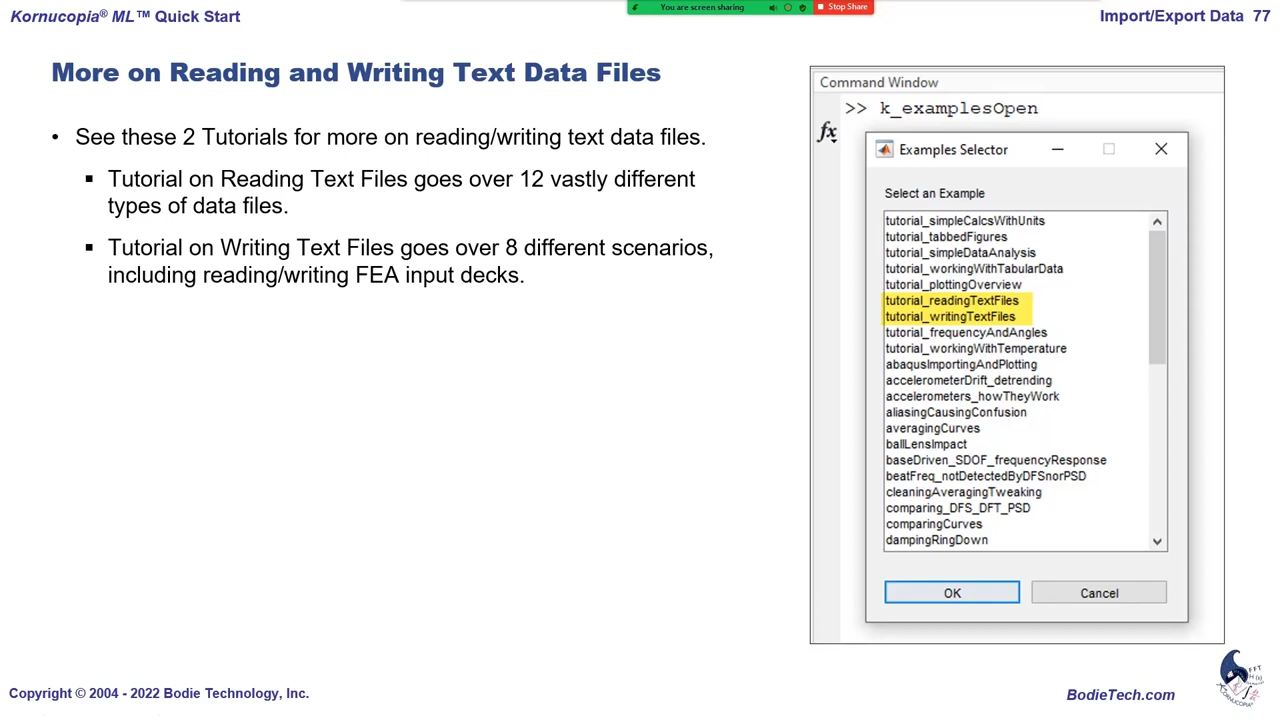 Kornucopia® ML™ Quick Start
You are screen sharing
Stop Share
Import/Export Data 77
More on Reading and Writing Text Data Files
• See these 2 Tutorials for more on reading/writing text data files.
▪ Tutorial on Reading Text Files goes over 12 vastly different
types of data files.
▪ Tutorial on Writing Text Files goes over 8 different scenarios,
including reading/writing FEA input decks.
Command Window
fx >> k_examplesOpen
Examples Selector
Select an Example
tutorial_simpleCalcsWithUnits
tutorial_tabbedFigures
tutorial_simpleDataAnalysis
tutorial_workingWithTabularData
tutorial_plottingOverview
tutorial_readingTextFiles
tutorial_writingTextFiles
tutorial_frequencyAndAngles
tutorial_workingWithTemperature
abaqusImportingAndPlotting
accelerometerDrift_detrending
accelerometers_howTheyWork
aliasingCausingConfusion
averagingCurves
ballLensImpact
baseDriven_SDOF_frequencyResponse
beatFreq_notDetectedByDFSnorPSD
cleaningAveragingTweaking
comparing_DFS_DFT_PSD
comparingCurves
dampingRingDown
OK
Cancel
Copyright © 2004 - 2022 Bodie Technology, Inc.
BodieTech.com
FFT
KORNUCOPIA®